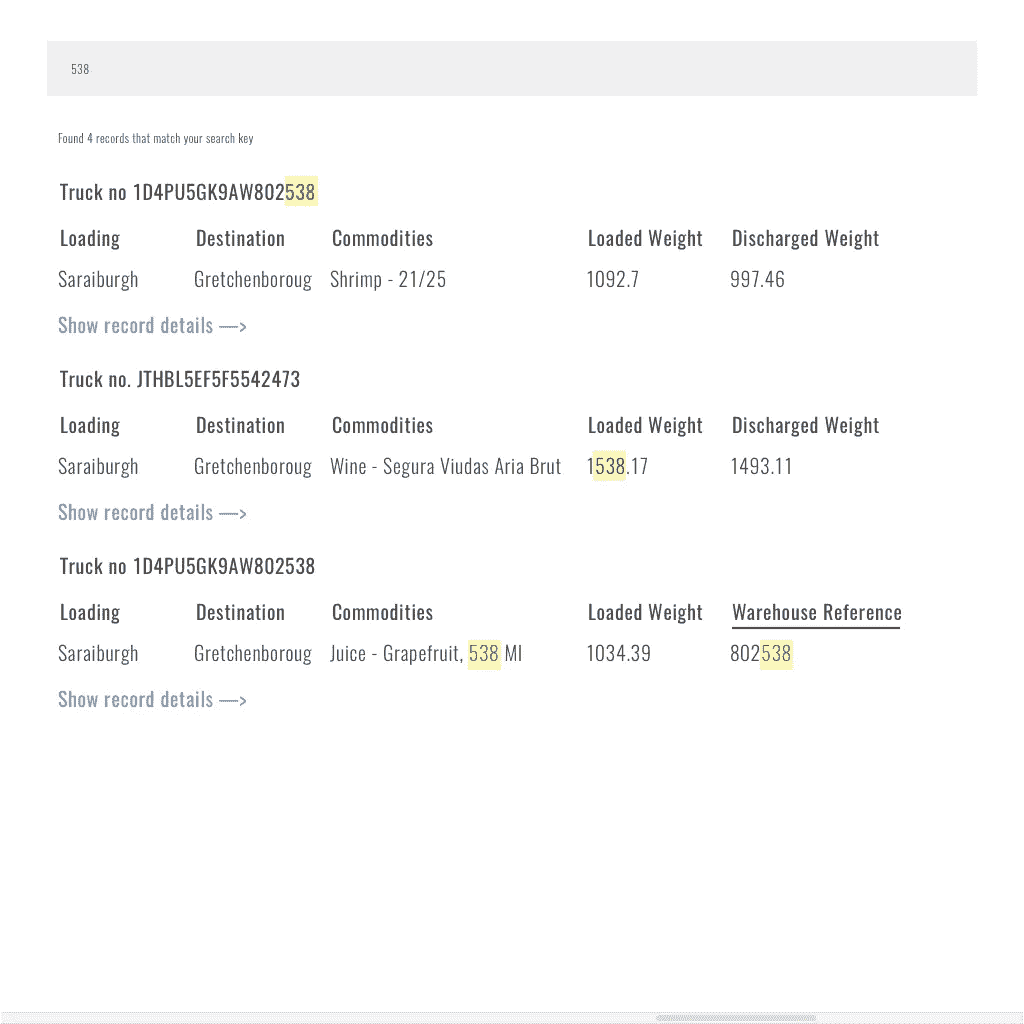 538
Found 4 records that match your search key
Truck no 1D4PU5GK9AW802538
Loading Destination Commodities Loaded Weight Discharged Weight
Saraiburgh Gretchenboroug Shrimp - 21/25 1092.7 997.46
Show record details —>
Truck no. JTHBL5EF5F5542473
Loading Destination Commodities Loaded Weight Discharged Weight
Saraiburgh Gretchenboroug Wine - Segura Viudas Aria Brut 1538.17 1493.11
Show record details —>
Truck no 1D4PU5GK9AW802538
Loading Destination Commodities Loaded Weight Warehouse Reference
Saraiburgh Gretchenboroug Juice - Grapefruit, 538 Ml 1034.39 802538
Show record details —>